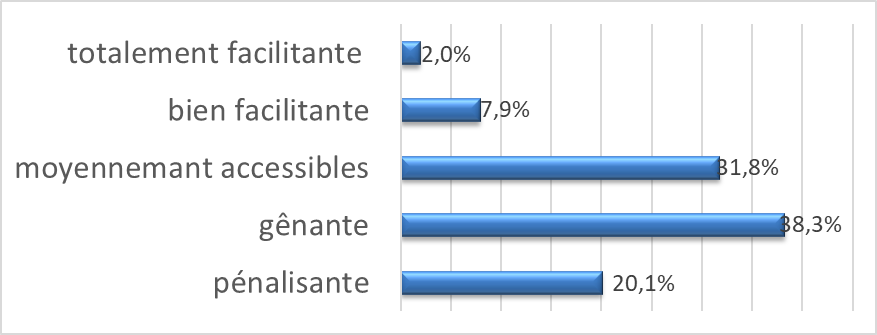 totalement facilitante 2,0%
bien facilitante 7,9%
moyennemant accessibles 31,8%
gênante 38,3%
pénalisante 20,1%